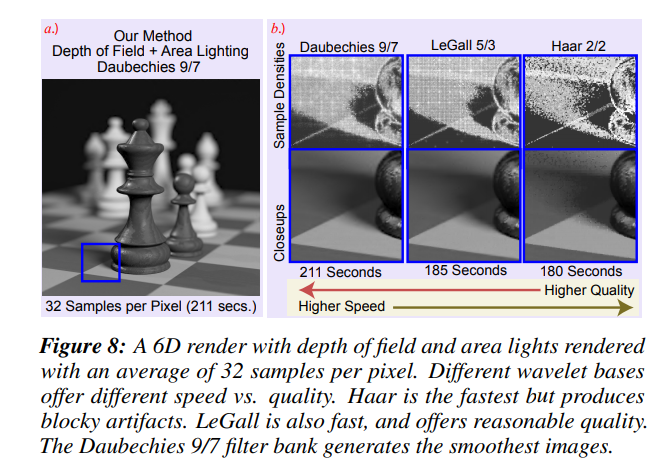 a.)
Our Method
Depth of Field + Area Lighting
Daubechies 9/7
32 Samples per Pixel (211 secs.)
b.)
Daubechies 9/7
LeGall 5/3
Haar 2/2
Sample Densities
Closeups
211 Seconds
185 Seconds
180 Seconds
Higher Quality
Higher Speed
Figure 8: A 6D render with depth of field and area lights rendered
with an average of 32 samples per pixel. Different wavelet bases
offer different speed vs. quality. Haar is the fastest but produces
blocky artifacts. LeGall is also fast, and offers reasonable quality.
The Daubechies 9/7 filter bank generates the smoothest images.